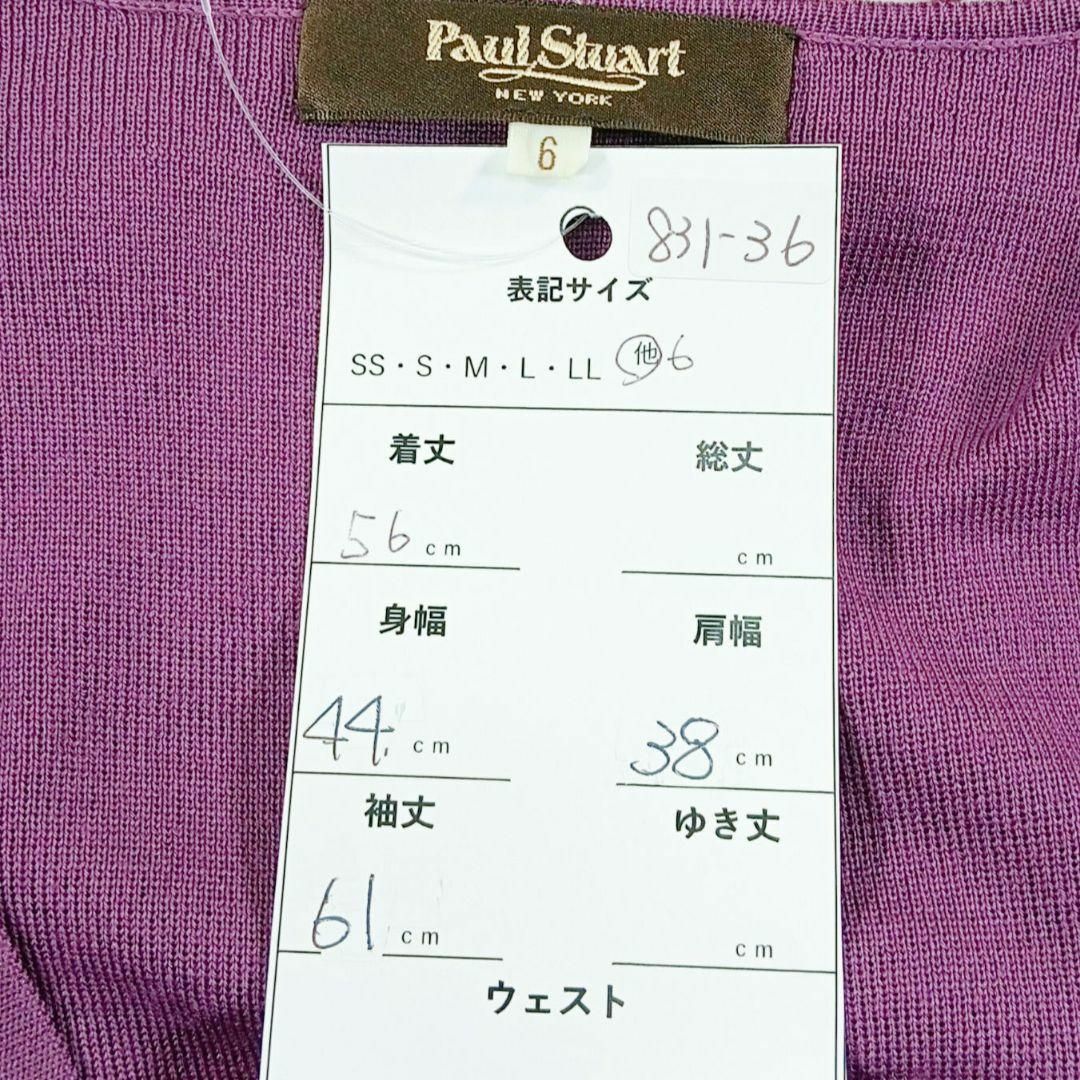 Paul Stuart
NEW YORK
6
831-36
表記サイズ
SS・S・M・L・LL 他 6
着丈 総丈
56 cm cm
身幅 肩幅
44 cm 38 cm
袖丈 ゆき丈
61 cm cm
ウェスト